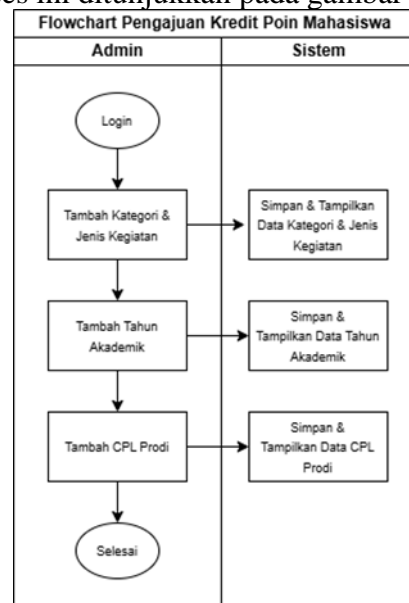 ini ditunjukkan pada gambar
Flowchart Pengajuan Kredit Poin Mahasiswa
Admin
Sistem
Login
Tambah Kategori &
Jenis Kegiatan
Simpan & Tampilkan
Data Kategori & Jenis
Kegiatan
Tambah Tahun
Akademik
Simpan &
Tampilkan Data Tahun
Akademik
Tambah CPL Prodi
Simpan &
Tampilkan Data CPL
Prodi
Selesai